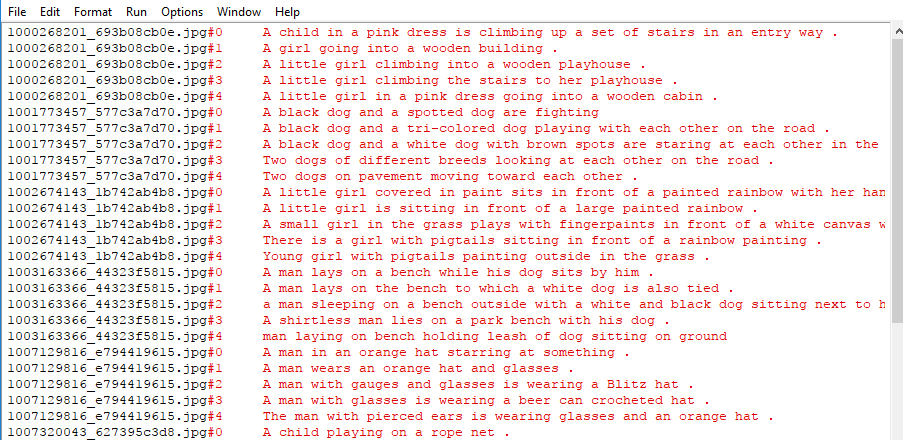 File Edit Format Run Options Window Help
1000268201_693b08cb0e.jpg#0 A child in a pink dress is climbing up a set of stairs in an entry way .
1000268201_693b08cb0e.jpg#1 A girl going into a wooden building .
1000268201_693b08cb0e.jpg#2 A little girl climbing into a wooden playhouse .
1000268201_693b08cb0e.jpg#3 A little girl climbing the stairs to her playhouse .
1000268201_693b08cb0e.jpg#4 A little girl in a pink dress going into a wooden cabin .
1001773457_577c3a7d70.jpg#0 A black dog and a spotted dog are fighting
1001773457_577c3a7d70.jpg#1 A black dog and a tri-colored dog playing with each other on the road .
1001773457_577c3a7d70.jpg#2 A black dog and a white dog with brown spots are staring at each other in the
1001773457_577c3a7d70.jpg#3 Two dogs of different breeds looking at each other on the road .
1001773457_577c3a7d70.jpg#4 Two dogs on pavement moving toward each other .
1002674143_1b742ab4b8.jpg#0 A little girl covered in paint sits in front of a painted rainbow with her han
1002674143_1b742ab4b8.jpg#1 A little girl is sitting in front of a large painted rainbow .
1002674143_1b742ab4b8.jpg#2 A small girl in the grass plays with fingerpaints in front of a white canvas w
1002674143_1b742ab4b8.jpg#3 There is a girl with pigtails sitting in front of a rainbow painting .
1002674143_1b742ab4b8.jpg#4 Young girl with pigtails painting outside in the grass .
1003163366_44323f5815.jpg#0 A man lays on a bench while his dog sits by him .
1003163366_44323f5815.jpg#1 A man lays on the bench to which a white dog is also tied .
1003163366_44323f5815.jpg#2 a man sleeping on a bench outside with a white and black dog sitting next to h
1003163366_44323f5815.jpg#3 A shirtless man lies on a park bench with his dog .
1003163366_44323f5815.jpg#4 man laying on bench holding leash of dog sitting on ground
1007129816_e794419615.jpg#0 A man in an orange hat starring at something .
1007129816_e794419615.jpg#1 A man wears an orange hat and glasses .
1007129816_e794419615.jpg#2 A man with gauges and glasses is wearing a Blitz hat .
1007129816_e794419615.jpg#3 A man with glasses is wearing a beer can crocheted hat .
1007129816_e794419615.jpg#4 The man with pierced ears is wearing glasses and an orange hat .
1007320043_627395c3d8.jpg#0 A child playing on a rope net .